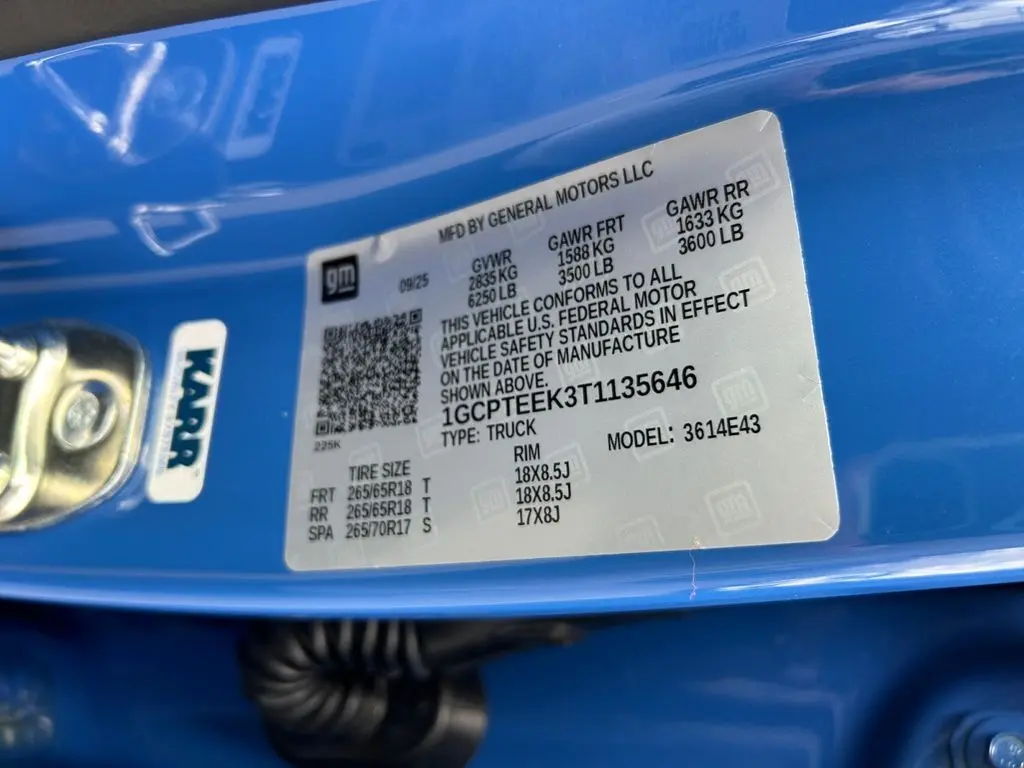 MFD BY GENERAL MOTORS LLC
gm
09/25
GVWR GAWR FRT GAWR RR
2835 KG 1588 KG 1633 KG
6250 LB 3500 LB 3600 LB
THIS VEHICLE CONFORMS TO ALL
APPLICABLE U.S. FEDERAL MOTOR
VEHICLE SAFETY STANDARDS IN EFFECT
ON THE DATE OF MANUFACTURE
SHOWN ABOVE.
1GCPTEEK3T1135646
225K
TYPE: TRUCK MODEL: 3614E43
TIRE SIZE RIM
FRT 265/65R18 T 18X8.5J
RR 265/65R18 T 18X8.5J
SPA 265/70R17 S 17X8J
KARR